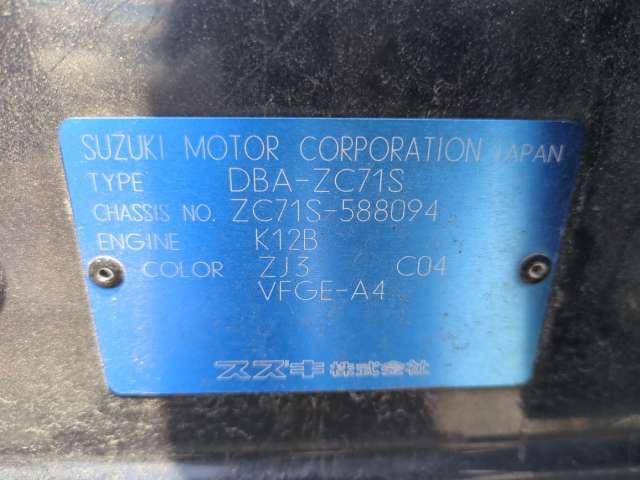 SUZUKI MOTOR CORPORATION JAPAN
TYPE DBA-ZC71S
CHASSIS NO. ZC71S-588094
ENGINE K12B
COLOR ZJ3 C04
VFGE-A4
スズキ株式会社